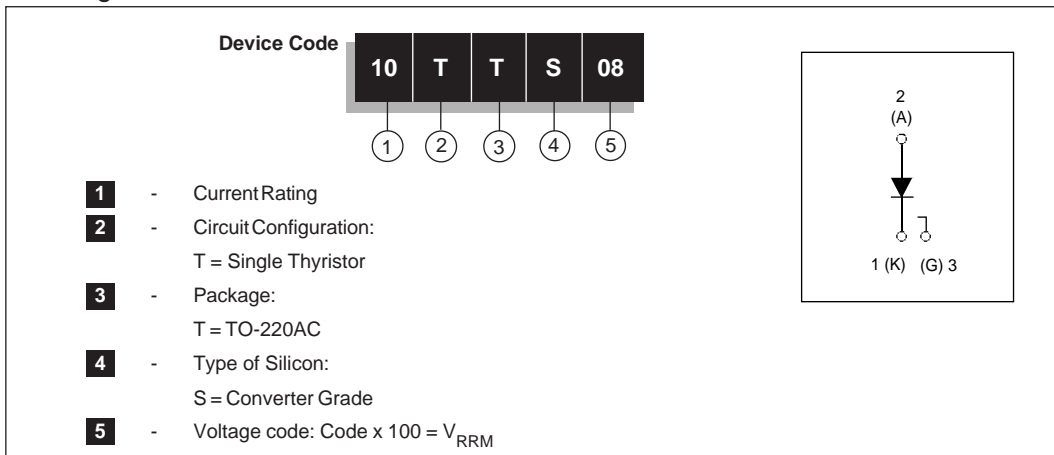 Device Code
10 T T S 08
1 2 3 4 5
1 - Current Rating
2 - Circuit Configuration:
T = Single Thyristor
3 - Package:
T = TO-220AC
4 - Type of Silicon:
S = Converter Grade
5 - Voltage code: Code x 100 = VRRM
2
(A)
1 (K) (G) 3